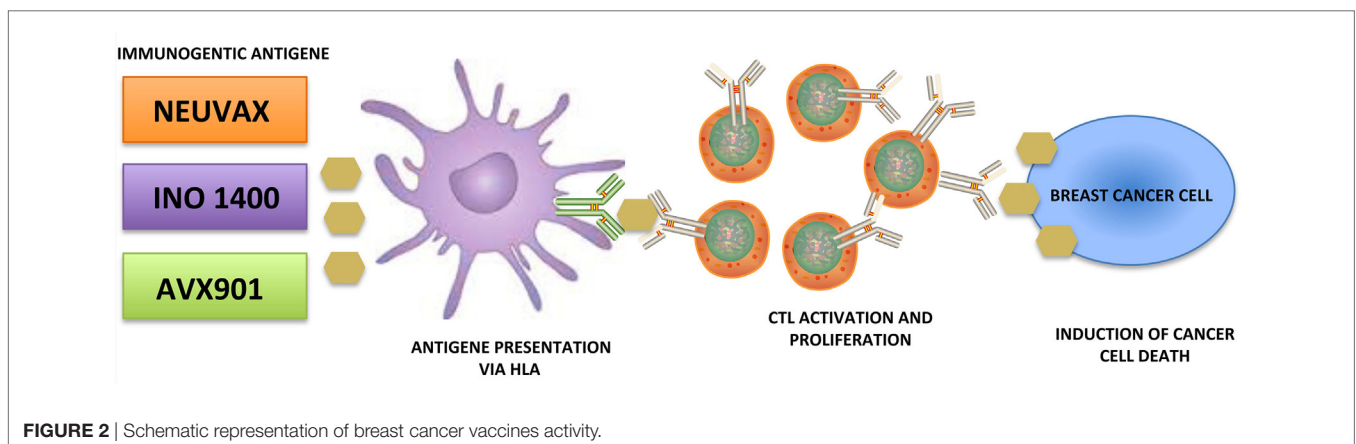 IMMUNOGENTIC ANTIGENE
NEUVAX
INO 1400
AVX901
ANTIGENE PRESENTATION
VIA HLA
CTL ACTIVATION AND
PROLIFERATION
BREAST CANCER CELL
INDUCTION OF CANCER
CELL DEATH
FIGURE 2 | Schematic representation of breast cancer vaccines activity.